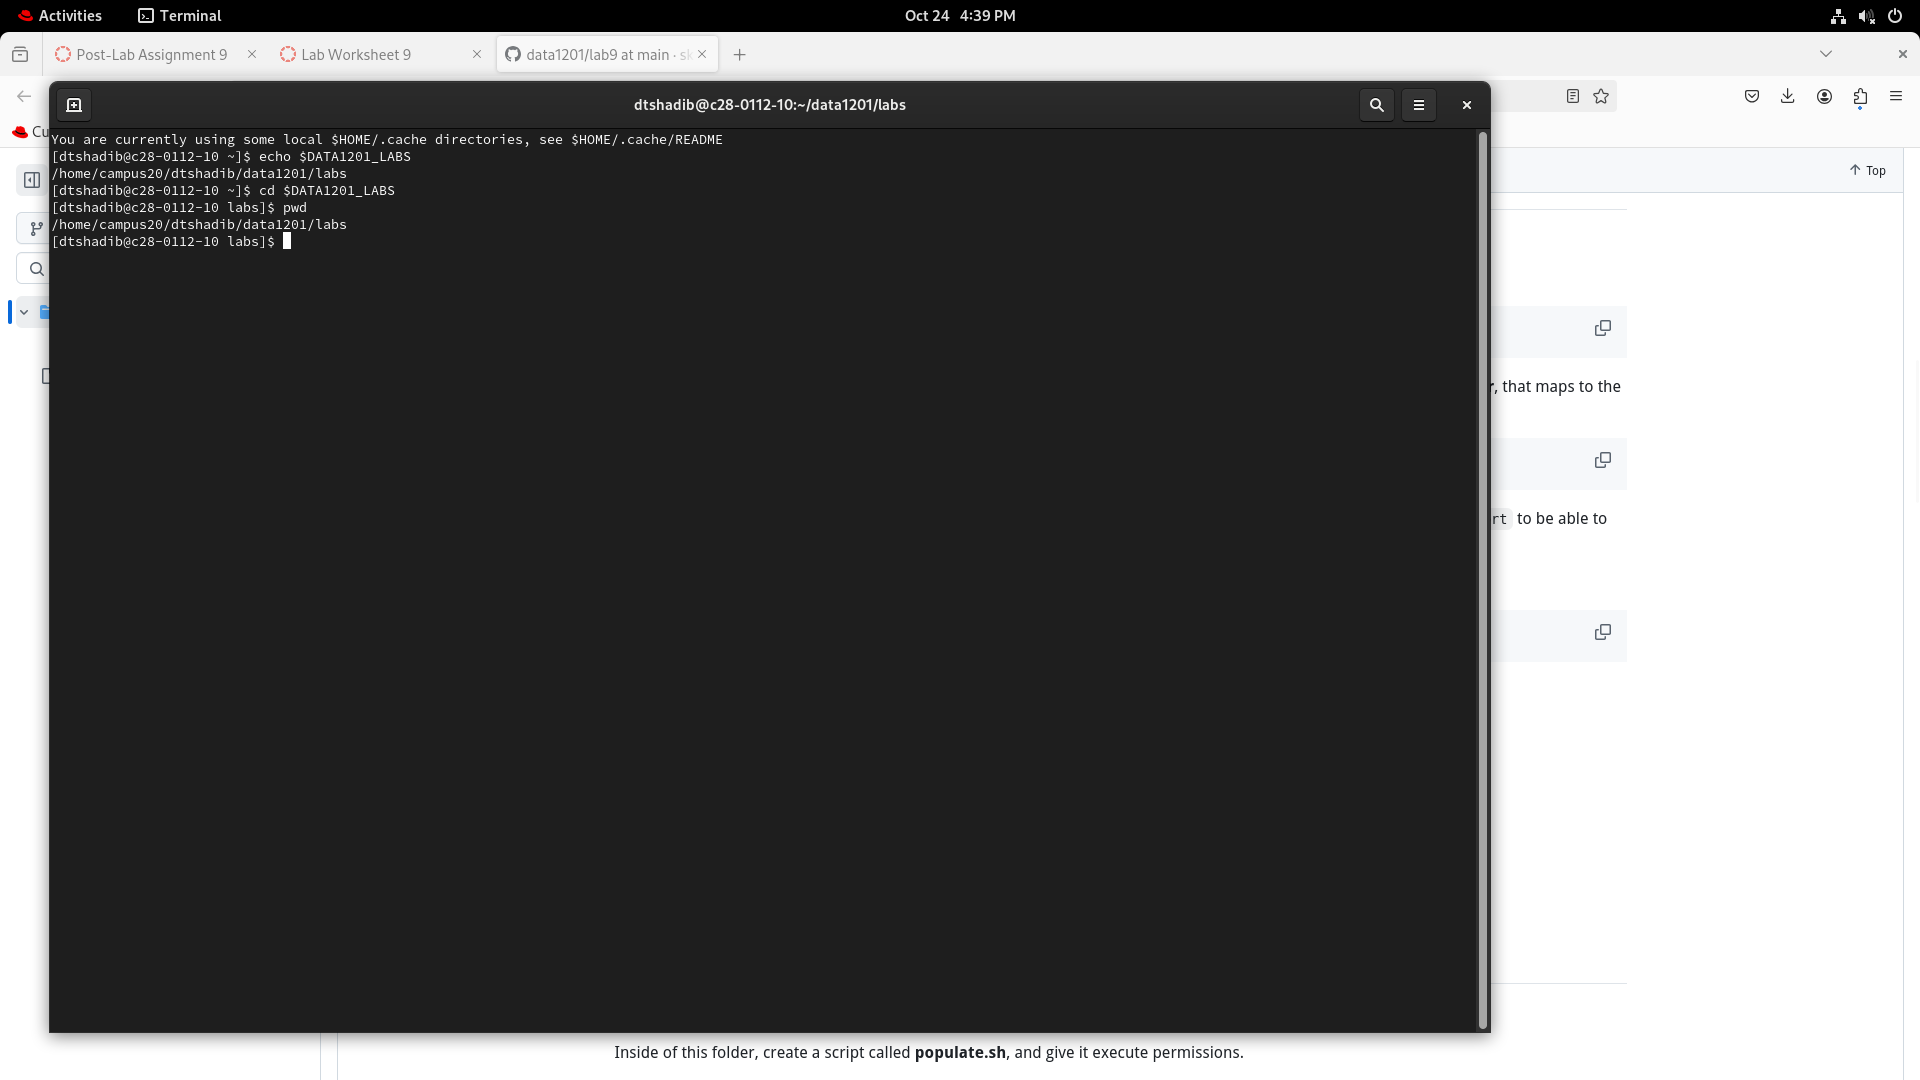 Activities Terminal Oct 24 4:39 PM
Post-Lab Assignment 9 Lab Worksheet 9 data1201/lab9 at main · sk
dtshadib@c28-0112-10:~/data1201/labs
Cu
You are currently using some local $HOME/.cache directories, see $HOME/.cache/README
[dtshadib@c28-0112-10 ~]$ echo $DATA1201_LABS
/home/campus20/dtshadib/data1201/labs
[dtshadib@c28-0112-10 ~]$ cd $DATA1201_LABS
[dtshadib@c28-0112-10 labs]$ pwd
/home/campus20/dtshadib/data1201/labs
[dtshadib@c28-0112-10 labs]$
Top
r, that maps to the
rt to be able to
Inside of this folder, create a script called populate.sh, and give it execute permissions.